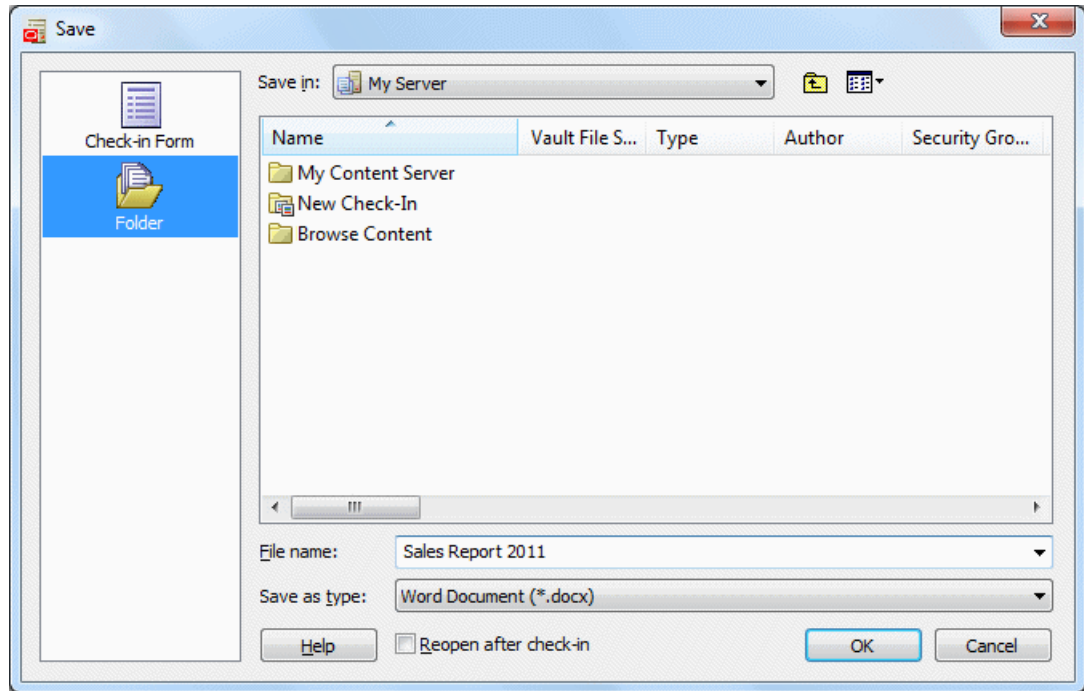 Save
Save in: My Server
Check-in Form
Folder
Name Vault File S... Type Author Security Gro...
My Content Server
New Check-In
Browse Content
File name: Sales Report 2011
Save as type: Word Document (*.docx)
Help Reopen after check-in OK Cancel